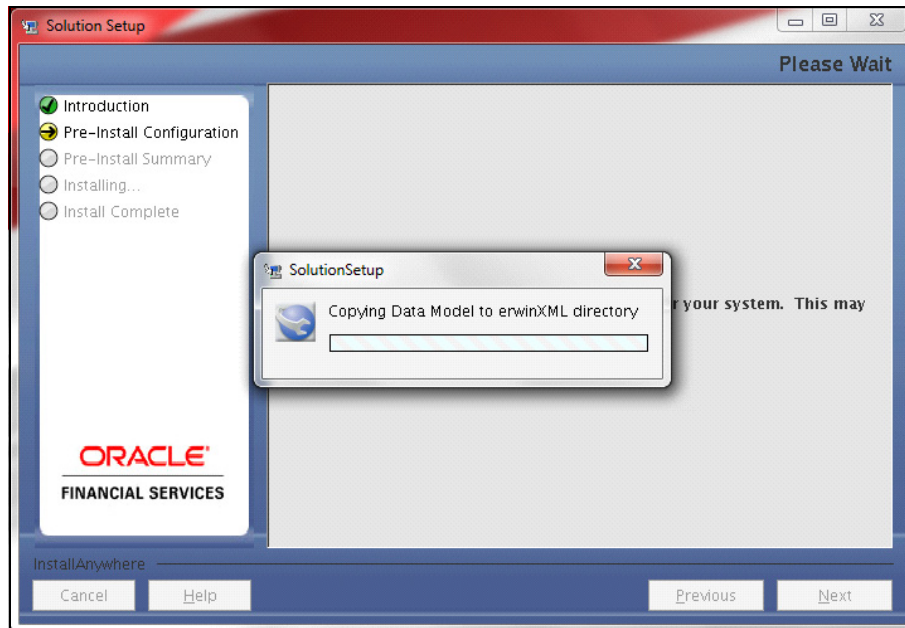 Solution Setup
Please Wait
Introduction
Pre-Install Configuration
Pre-Install Summary
Installing...
Install Complete
SolutionSetup
Copying Data Model to erwinXML directory
r your system. This may
ORACLE
FINANCIAL SERVICES
InstallAnywhere
Cancel
Help
Previous
Next